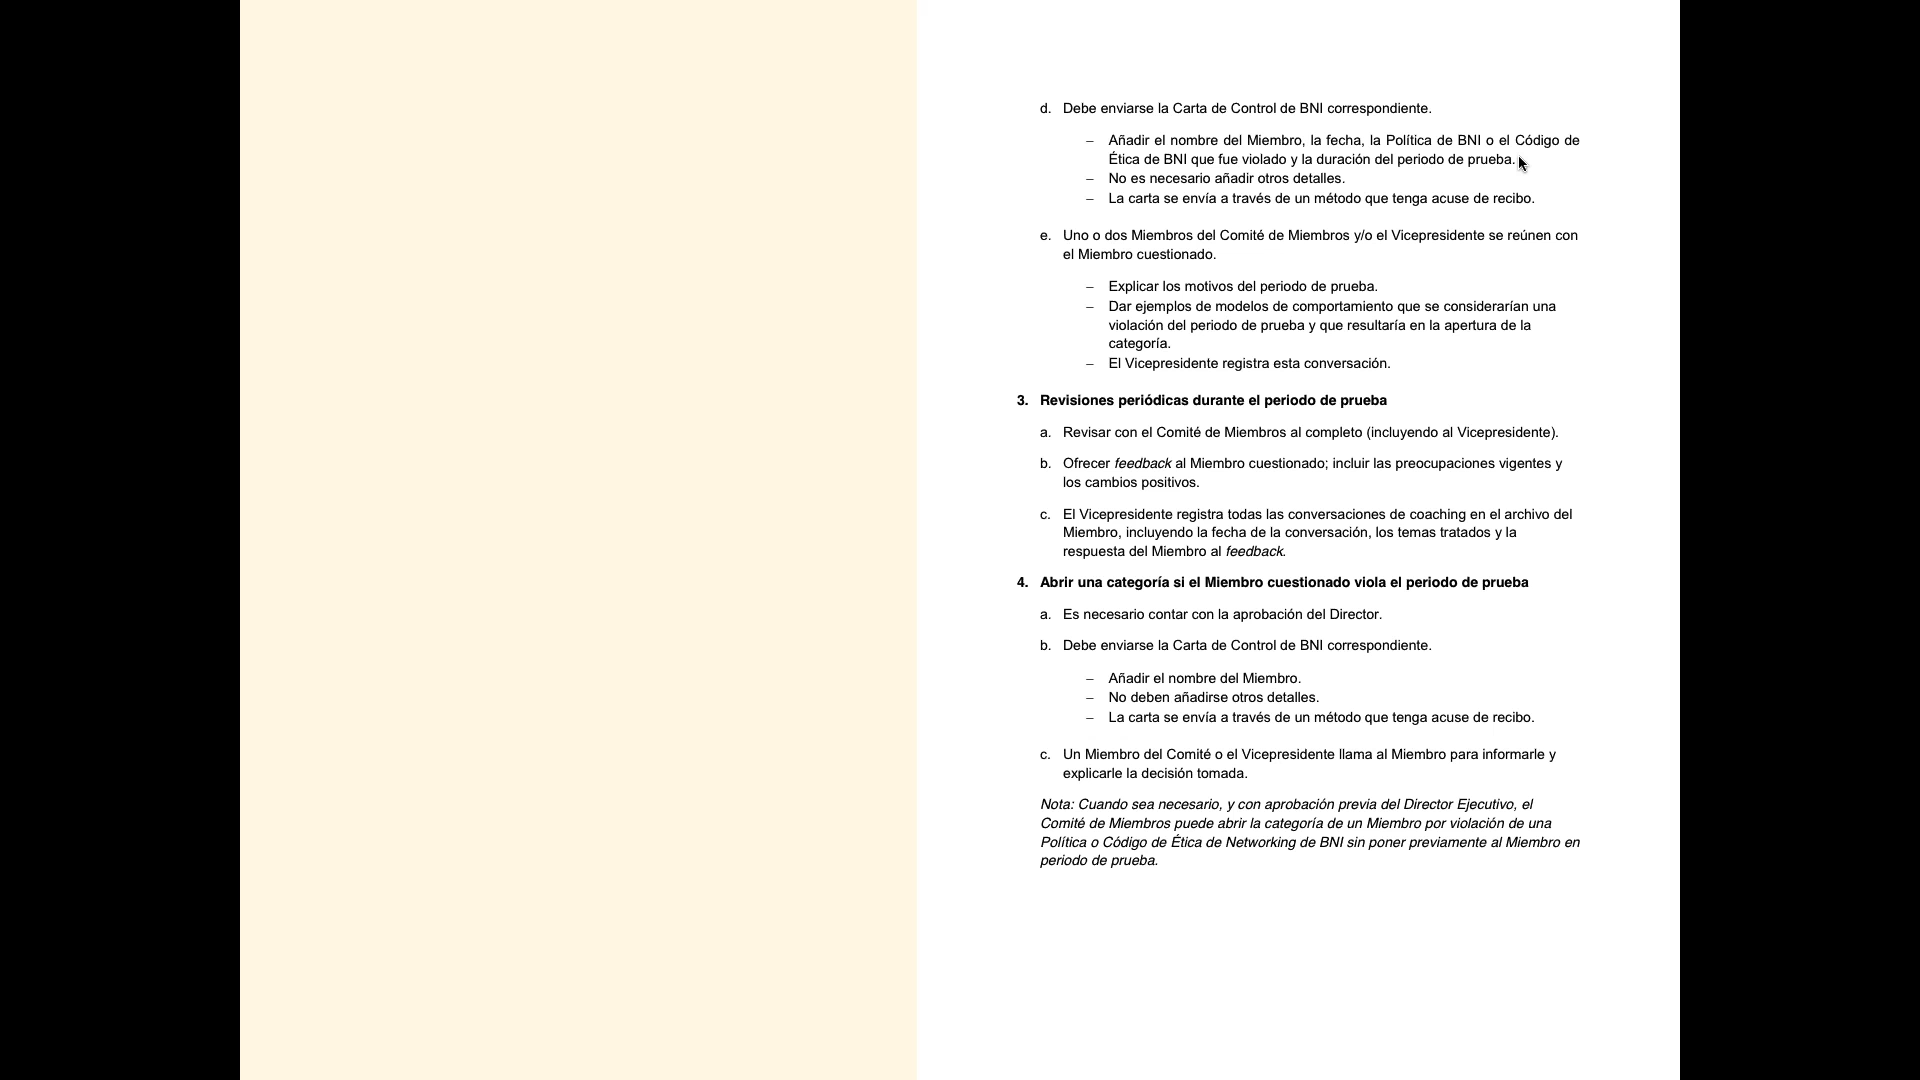 d. Debe enviarse la Carta de Control de BNI correspondiente.
– Añadir el nombre del Miembro, la fecha, la Política de BNI o el Código de
Ética de BNI que fue violado y la duración del periodo de prueba.
– No es necesario añadir otros detalles.
– La carta se envía a través de un método que tenga acuse de recibo.
e. Uno o dos Miembros del Comité de Miembros y/o el Vicepresidente se reúnen con
el Miembro cuestionado.
– Explicar los motivos del periodo de prueba.
– Dar ejemplos de modelos de comportamiento que se considerarían una
violación del periodo de prueba y que resultaría en la apertura de la
categoría.
– El Vicepresidente registra esta conversación.
3. Revisiones periódicas durante el periodo de prueba
a. Revisar con el Comité de Miembros al completo (incluyendo al Vicepresidente).
b. Ofrecer feedback al Miembro cuestionado; incluir las preocupaciones vigentes y
los cambios positivos.
c. El Vicepresidente registra todas las conversaciones de coaching en el archivo del
Miembro, incluyendo la fecha de la conversación, los temas tratados y la
respuesta del Miembro al feedback.
4. Abrir una categoría si el Miembro cuestionado viola el periodo de prueba
a. Es necesario contar con la aprobación del Director.
b. Debe enviarse la Carta de Control de BNI correspondiente.
– Añadir el nombre del Miembro.
– No deben añadirse otros detalles.
– La carta se envía a través de un método que tenga acuse de recibo.
c. Un Miembro del Comité o el Vicepresidente llama al Miembro para informarle y
explicarle la decisión tomada.
Nota: Cuando sea necesario, y con aprobación previa del Director Ejecutivo, el
Comité de Miembros puede abrir la categoría de un Miembro por violación de una
Política o Código de Ética de Networking de BNI sin poner previamente al Miembro en
periodo de prueba.